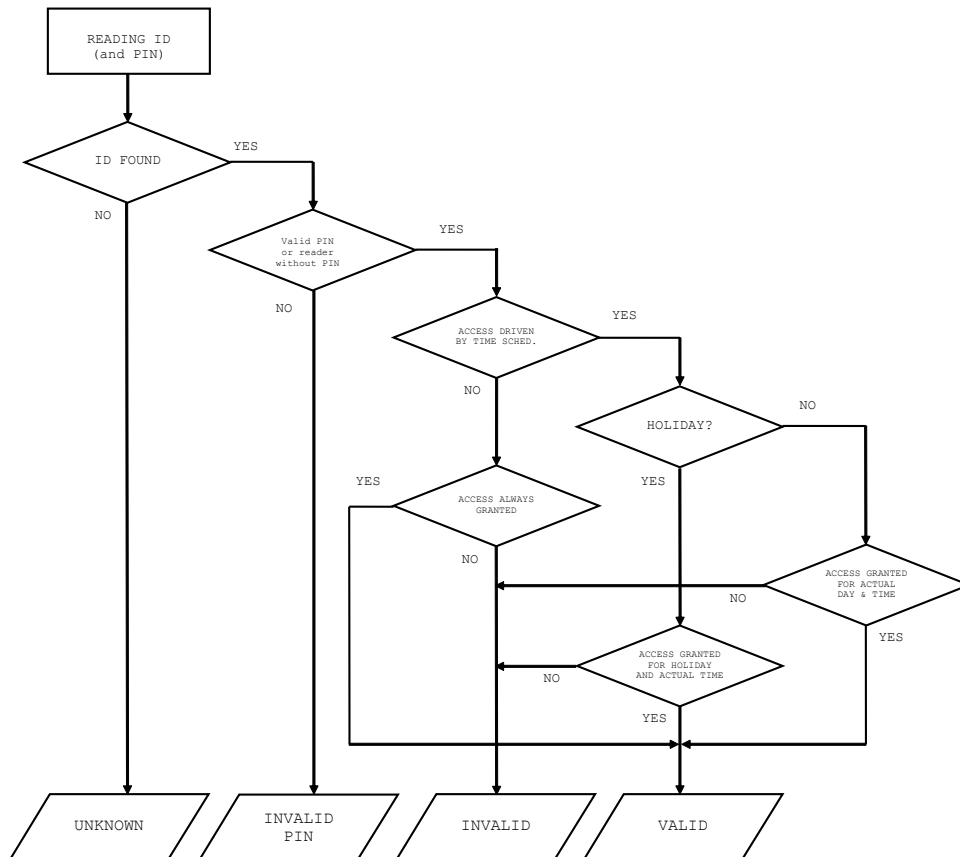 READING ID
(and PIN)
YES
ID FOUND
NO
YES
Valid PIN
or reader
without PIN
NO
YES
ACCESS DRIVEN
BY TIME SCHED.
NO
NO
HOLIDAY?
YES
YES
ACCESS ALWAYS
GRANTED
NO
ACCESS GRANTED
FOR ACTUAL
DAY & TIME
NO
YES
ACCESS GRANTED
FOR HOLIDAY
AND ACTUAL TIME
NO
YES
UNKNOWN
INVALID
PIN
INVALID
VALID